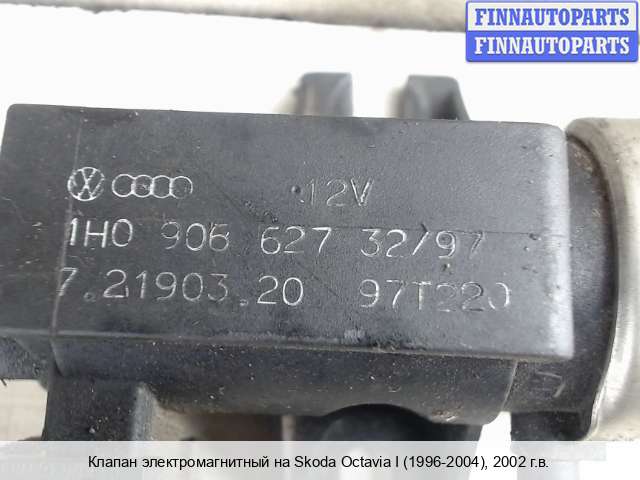 FINNAUTOPARTS
FINNAUTOPARTS
12V
1H0 906 627 32/97
7.21903.20 97T220
Клапан электромагнитный на Skoda Octavia I (1996-2004), 2002 г.в.